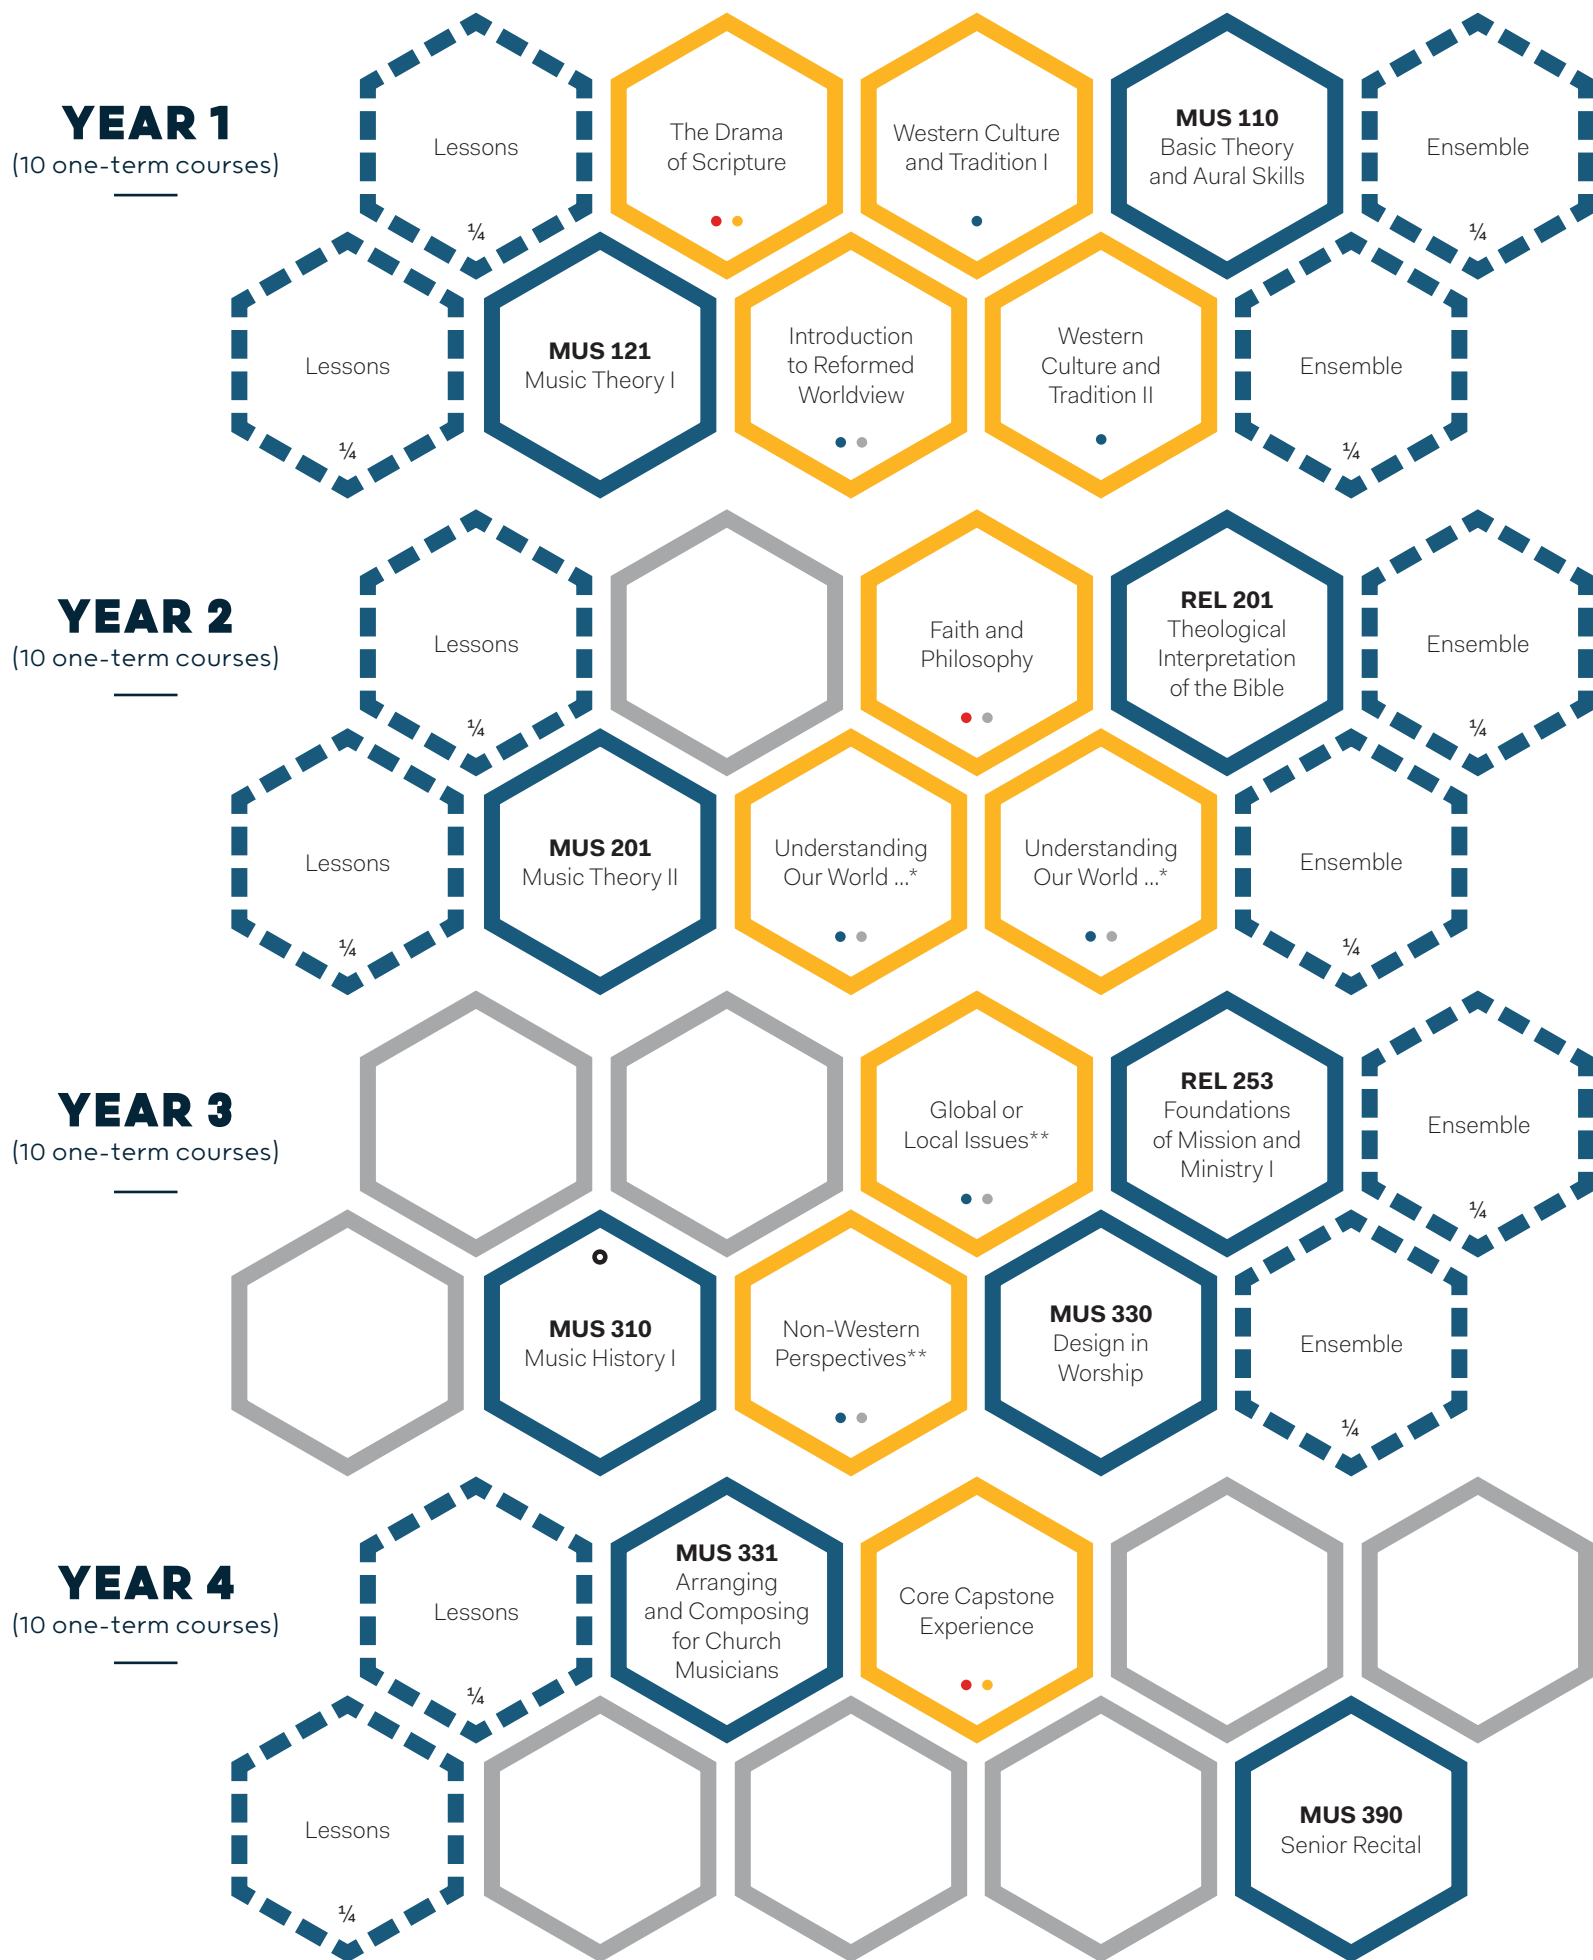 YEAR 1
(10 one-term courses)
Lessons
¼
The Drama
of Scripture
Western Culture
and Tradition I
MUS 110
Basic Theory
and Aural Skills
Ensemble
¼
Lessons
¼
MUS 121
Music Theory I
Introduction
to Reformed
Worldview
Western
Culture and
Tradition II
Ensemble
¼
YEAR 2
(10 one-term courses)
Lessons
¼
Faith and
Philosophy
REL 201
Theological
Interpretation
of the Bible
Ensemble
¼
Lessons
¼
MUS 201
Music Theory II
Understanding
Our World ...*
Understanding
Our World ...*
Ensemble
¼
YEAR 3
(10 one-term courses)
Global or
Local Issues**
REL 253
Foundations
of Mission and
Ministry I
Ensemble
¼
MUS 310
Music History I
Non-Western
Perspectives**
MUS 330
Design in
Worship
Ensemble
¼
YEAR 4
(10 one-term courses)
Lessons
¼
MUS 331
Arranging
and Composing
for Church
Musicians
Core Capstone
Experience
Lessons
¼
MUS 390
Senior Recital